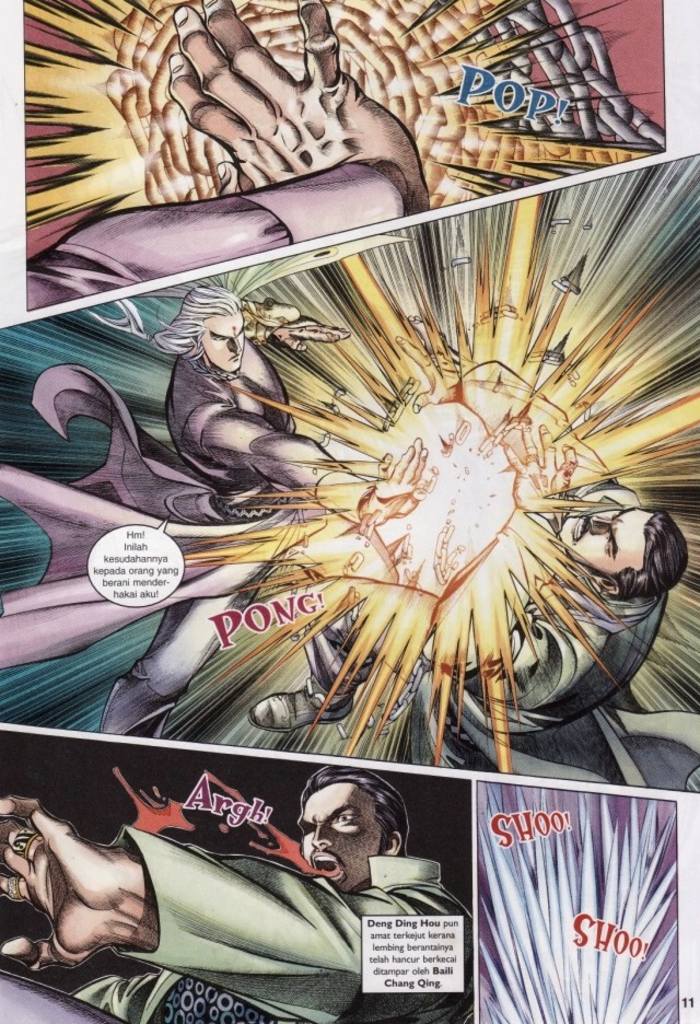 POP!
Hm!
Inilah
kesudahannya
kepada orang yang
berani mender-
hakai aku!
PONG!
Argh!
SHOO!
SHOO!
Deng Ding Hou pun
amat terkejut kerana
lembing berantainya
telah hancur berkecai
ditampar oleh Baili
Chang Qing.
11